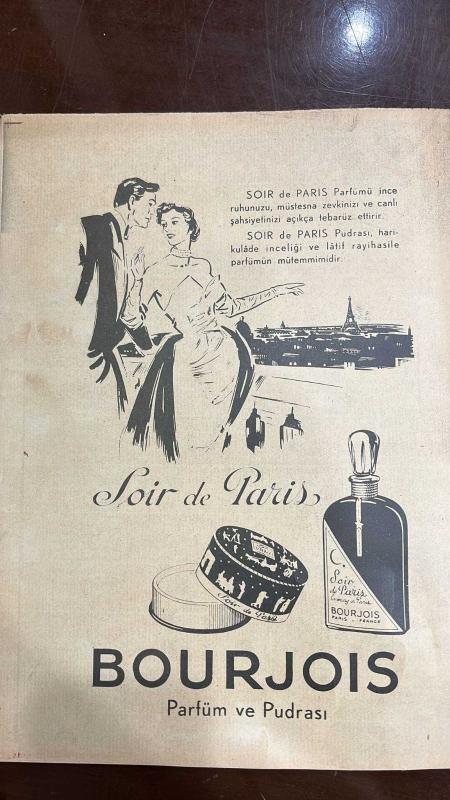 SOIR de PARIS Parfümü ince
ruhunuzu, müstesna zevkinizi ve canlı
şahsiyetinizi açıkça tebarüz ettirir.
SOIR de PARIS Pudrası, hari-
kulâde inceliği ve lâtif rayihasile
parfümün mütemmimidir.
Soir de Paris
Soir de Paris
C.
Soir
de Paris
BOURJOIS
PARIS - FRANCE
BOURJOIS
Parfüm ve Pudrası